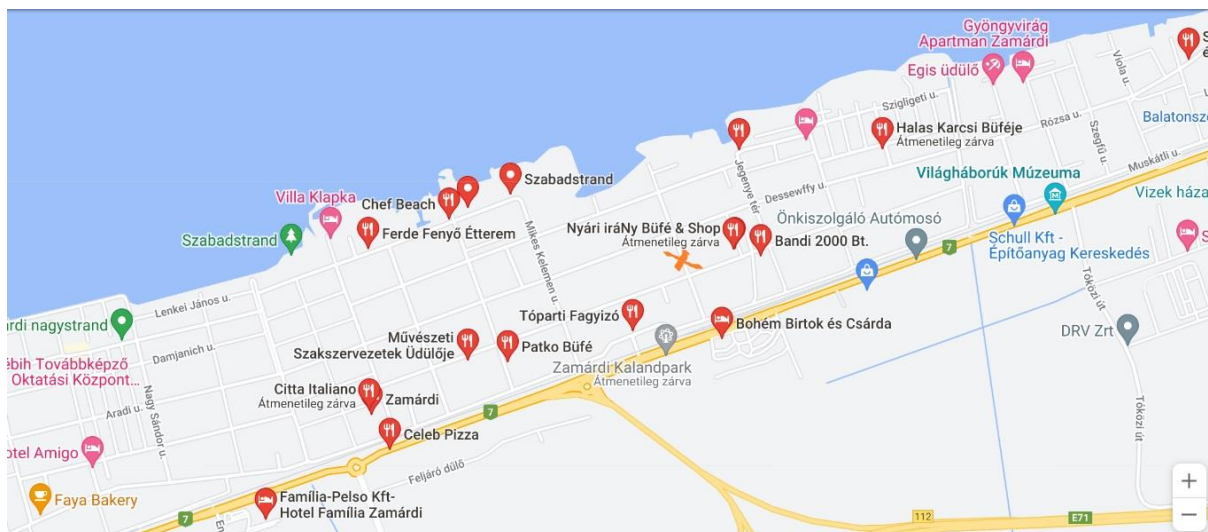 Gyöngyvirág
Apartman Zamárdi
Egis üdülő
Viola u.
S
é
Szigligeti u.
Rózsa u.
Szegfű u.
Balatonsz
Halas Karcsi Büféje
Átmenetileg zárva
Muskátli u.
Jegenye tér
Dessewffy u.
Világháborúk Múzeuma
Vizek háza
Szabadstrand
Villa Klapka
Chef Beach
Szabadstrand
Ferde Fenyő Étterem
Mikes Kelemen u.
Nyári iráNy Büfé & Shop
Átmenetileg zárva
Bandi 2000 Bt.
Önkiszolgáló Autómosó
7
Schull Kft -
Építőanyag Kereskedés
S
Tóközi út
Lenkei János u.
ardi nagystrand
Tóparti Fagyizó
Bohém Birtok és Csárda
DRV Zrt
Damjanich u.
Művészeti
Szakszervezetek Üdülője
Patko Büfé
Zamárdi Kalandpark
Átmenetileg zárva
ébih Továbbképző
Oktatási Központ...
Nagy Sándor u.
Citta Italiano
Átmenetileg zárva
Zamárdi
Aradi u.
7
Celeb Pizza
Tóközi út
otel Amigo
Feljáró dűlő
Faya Bakery
Família-Pelso Kft-
Hotel Família Zamárdi
7
En
112
E71
+
−